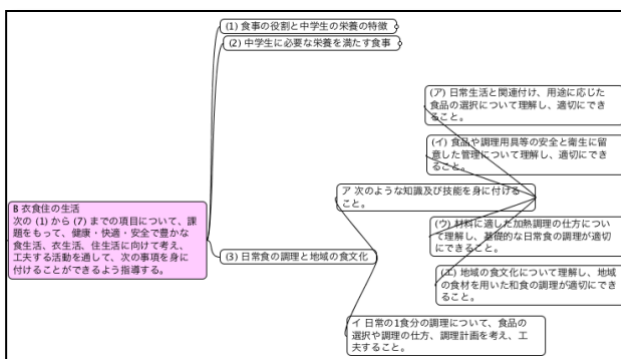 (1) 食事の役割と中学生の栄養の特徴
(2) 中学生に必要な栄養を満たす食事
(ア) 日常生活と関連付け、用途に応じた
食品の選択について理解し、適切にでき
ること。
(イ) 食品や調理用具等の安全と衛生に留
意した管理について理解し、適切にでき
ること。
ア 次のような知識及び技能を身に付ける
こと。
B 衣食住の生活
次の (1) から (7) までの項目について、課
題をもって、健康・快適・安全で豊かな
食生活、衣生活、住生活に向けて考え、
工夫する活動を通して、次の事項を身に
付けることができるよう指導する。
(ウ) 材料に適した加熱調理の仕方につい
て理解し、基礎的な日常食の調理が適切
にできること。
(3) 日常食の調理と地域の食文化
(エ) 地域の食文化について理解し、地域
の食材を用いた和食の調理が適切にでき
ること。
イ 日常の1食分の調理について、食品の
選択や調理の仕方、調理計画を考え、工
夫すること。